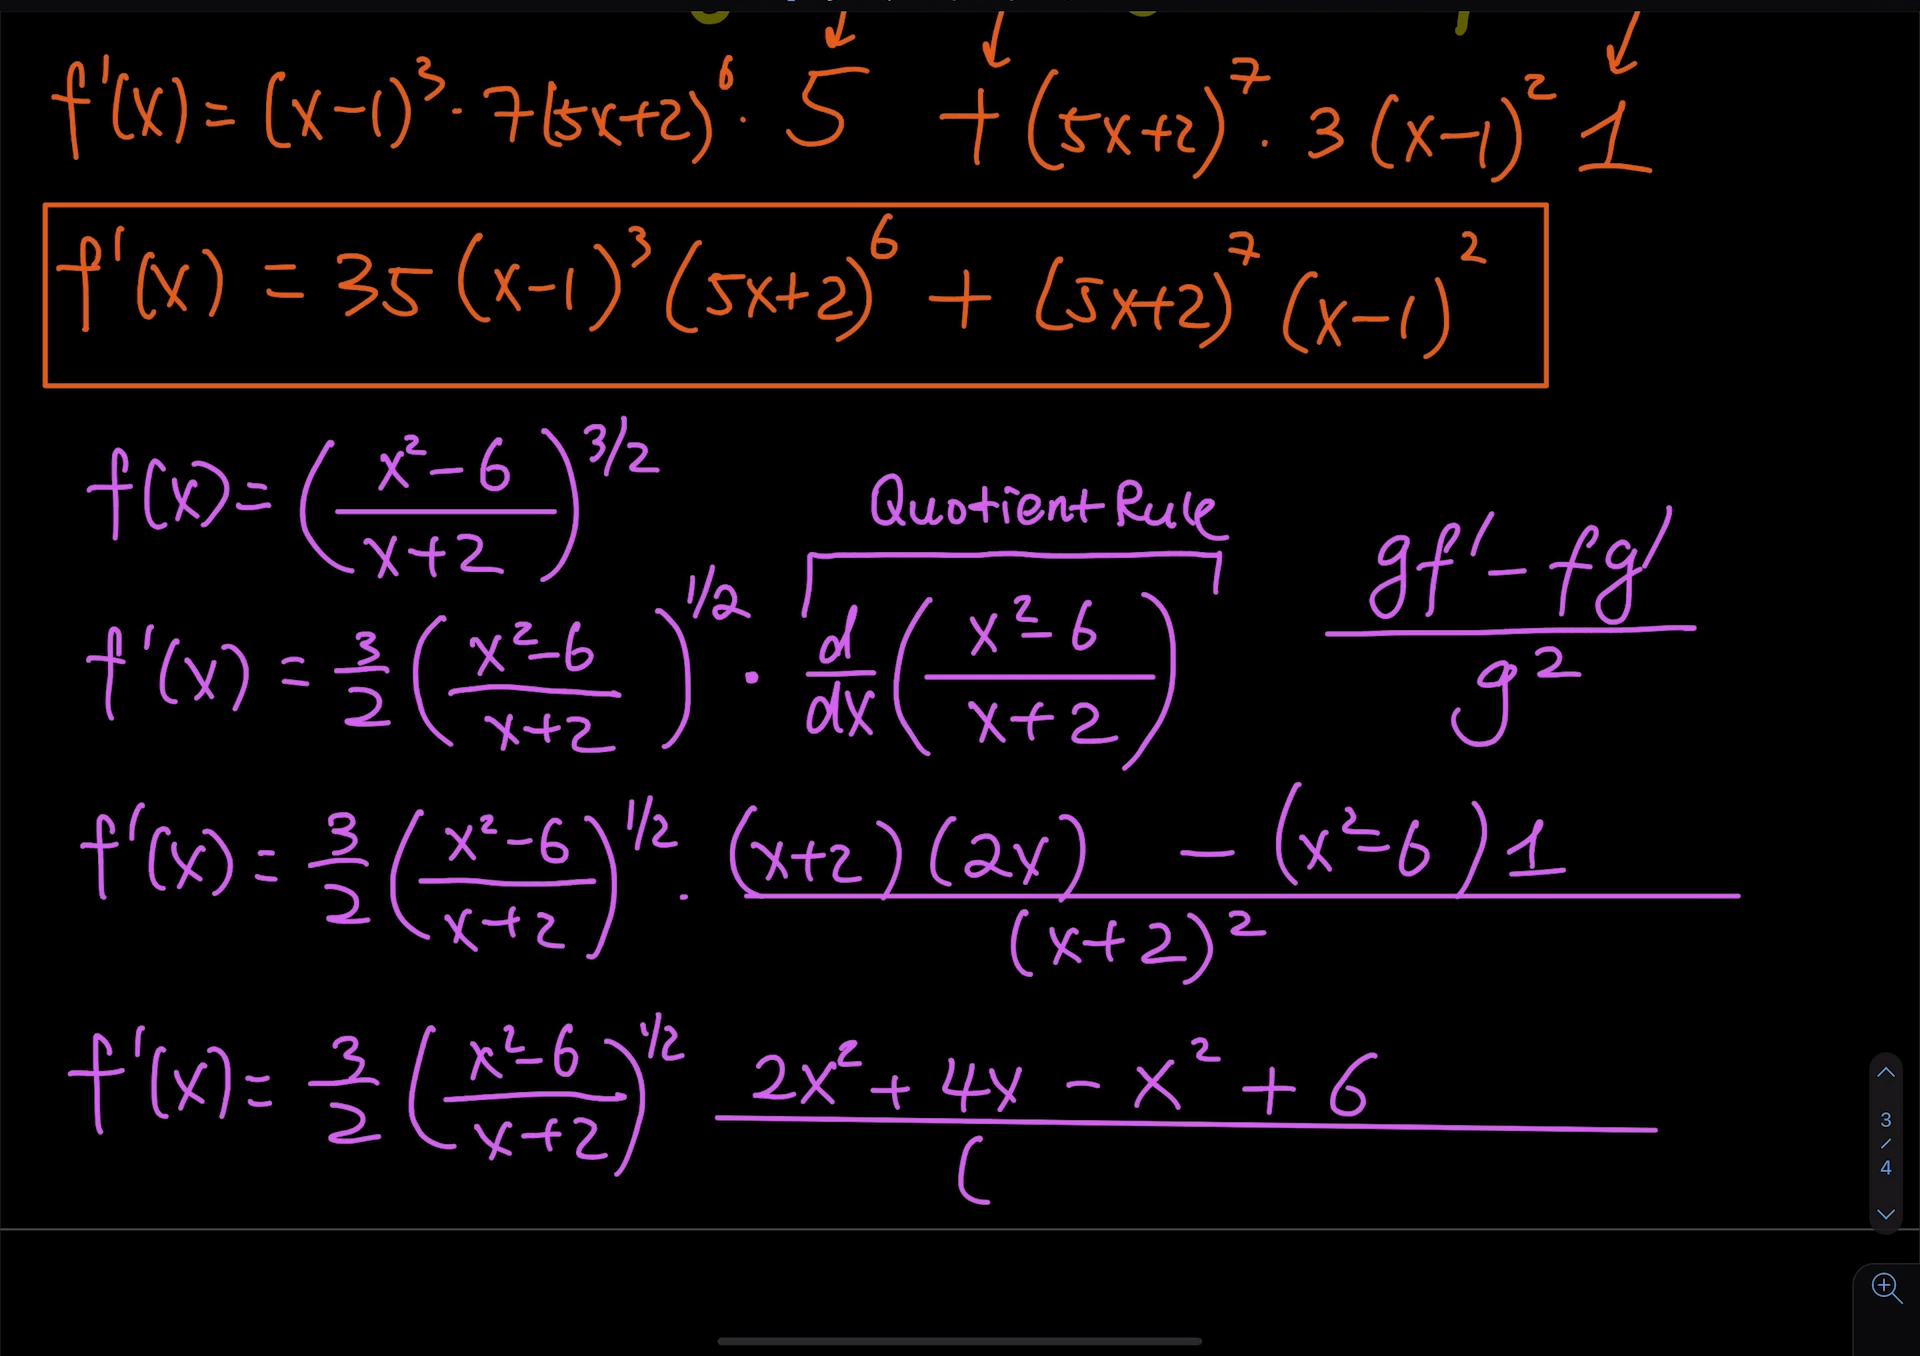 f'(x) = (x-1)³ · 7(5x+2)⁶ · 5 + (5x+2)⁷ · 3(x-1)² 1
f'(x) = 35(x-1)³(5x+2)⁶ + (5x+2)⁷(x-1)²
f(x) = ((x²-6)/(x+2))^(3/2)
Quotient Rule
f'(x) = 3/2 ((x²-6)/(x+2))^(1/2) · d/dx ((x²-6)/(x+2))
(gf' - fg')/g²
f'(x) = 3/2 ((x²-6)/(x+2))^(1/2) · ((x+2)(2x) - (x²-6)1)/(x+2)²
f'(x) = 3/2 ((x²-6)/(x+2))^(1/2) (2x² + 4x - x² + 6)/(
3 / 4